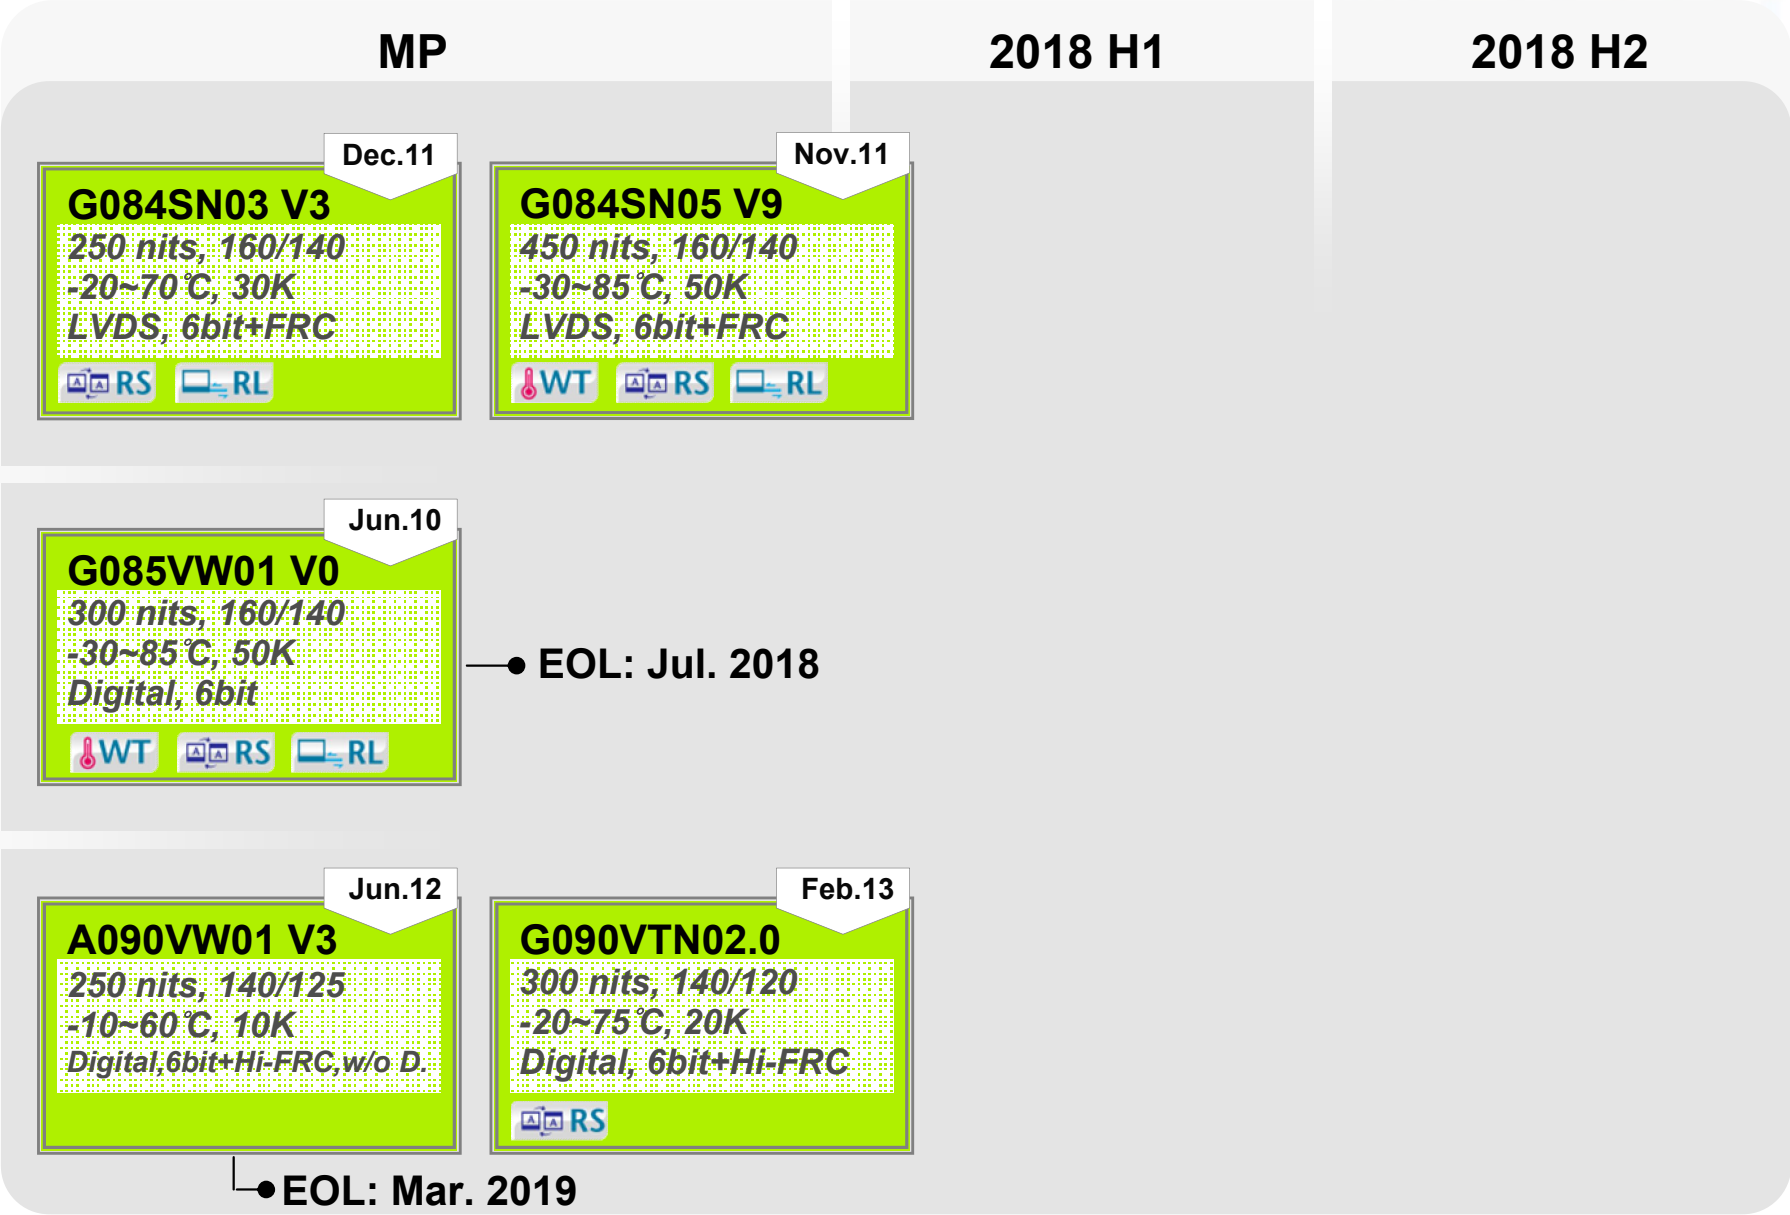 MP
2018 H1
2018 H2
Dec.11
G084SN03 V3
250 nits, 160/140
-20~70℃, 30K
LVDS, 6bit+FRC
RS
RL
Nov.11
G084SN05 V9
450 nits, 160/140
-30~85℃, 50K
LVDS, 6bit+FRC
WT
RS
RL
Jun.10
G085VW01 V0
300 nits, 160/140
-30~85℃, 50K
Digital, 6bit
WT
RS
RL
EOL: Jul. 2018
Jun.12
A090VW01 V3
250 nits, 140/125
-10~60℃, 10K
Digital,6bit+Hi-FRC,w/o D.
EOL: Mar. 2019
Feb.13
G090VTN02.0
300 nits, 140/120
-20~75℃, 20K
Digital, 6bit+Hi-FRC
RS